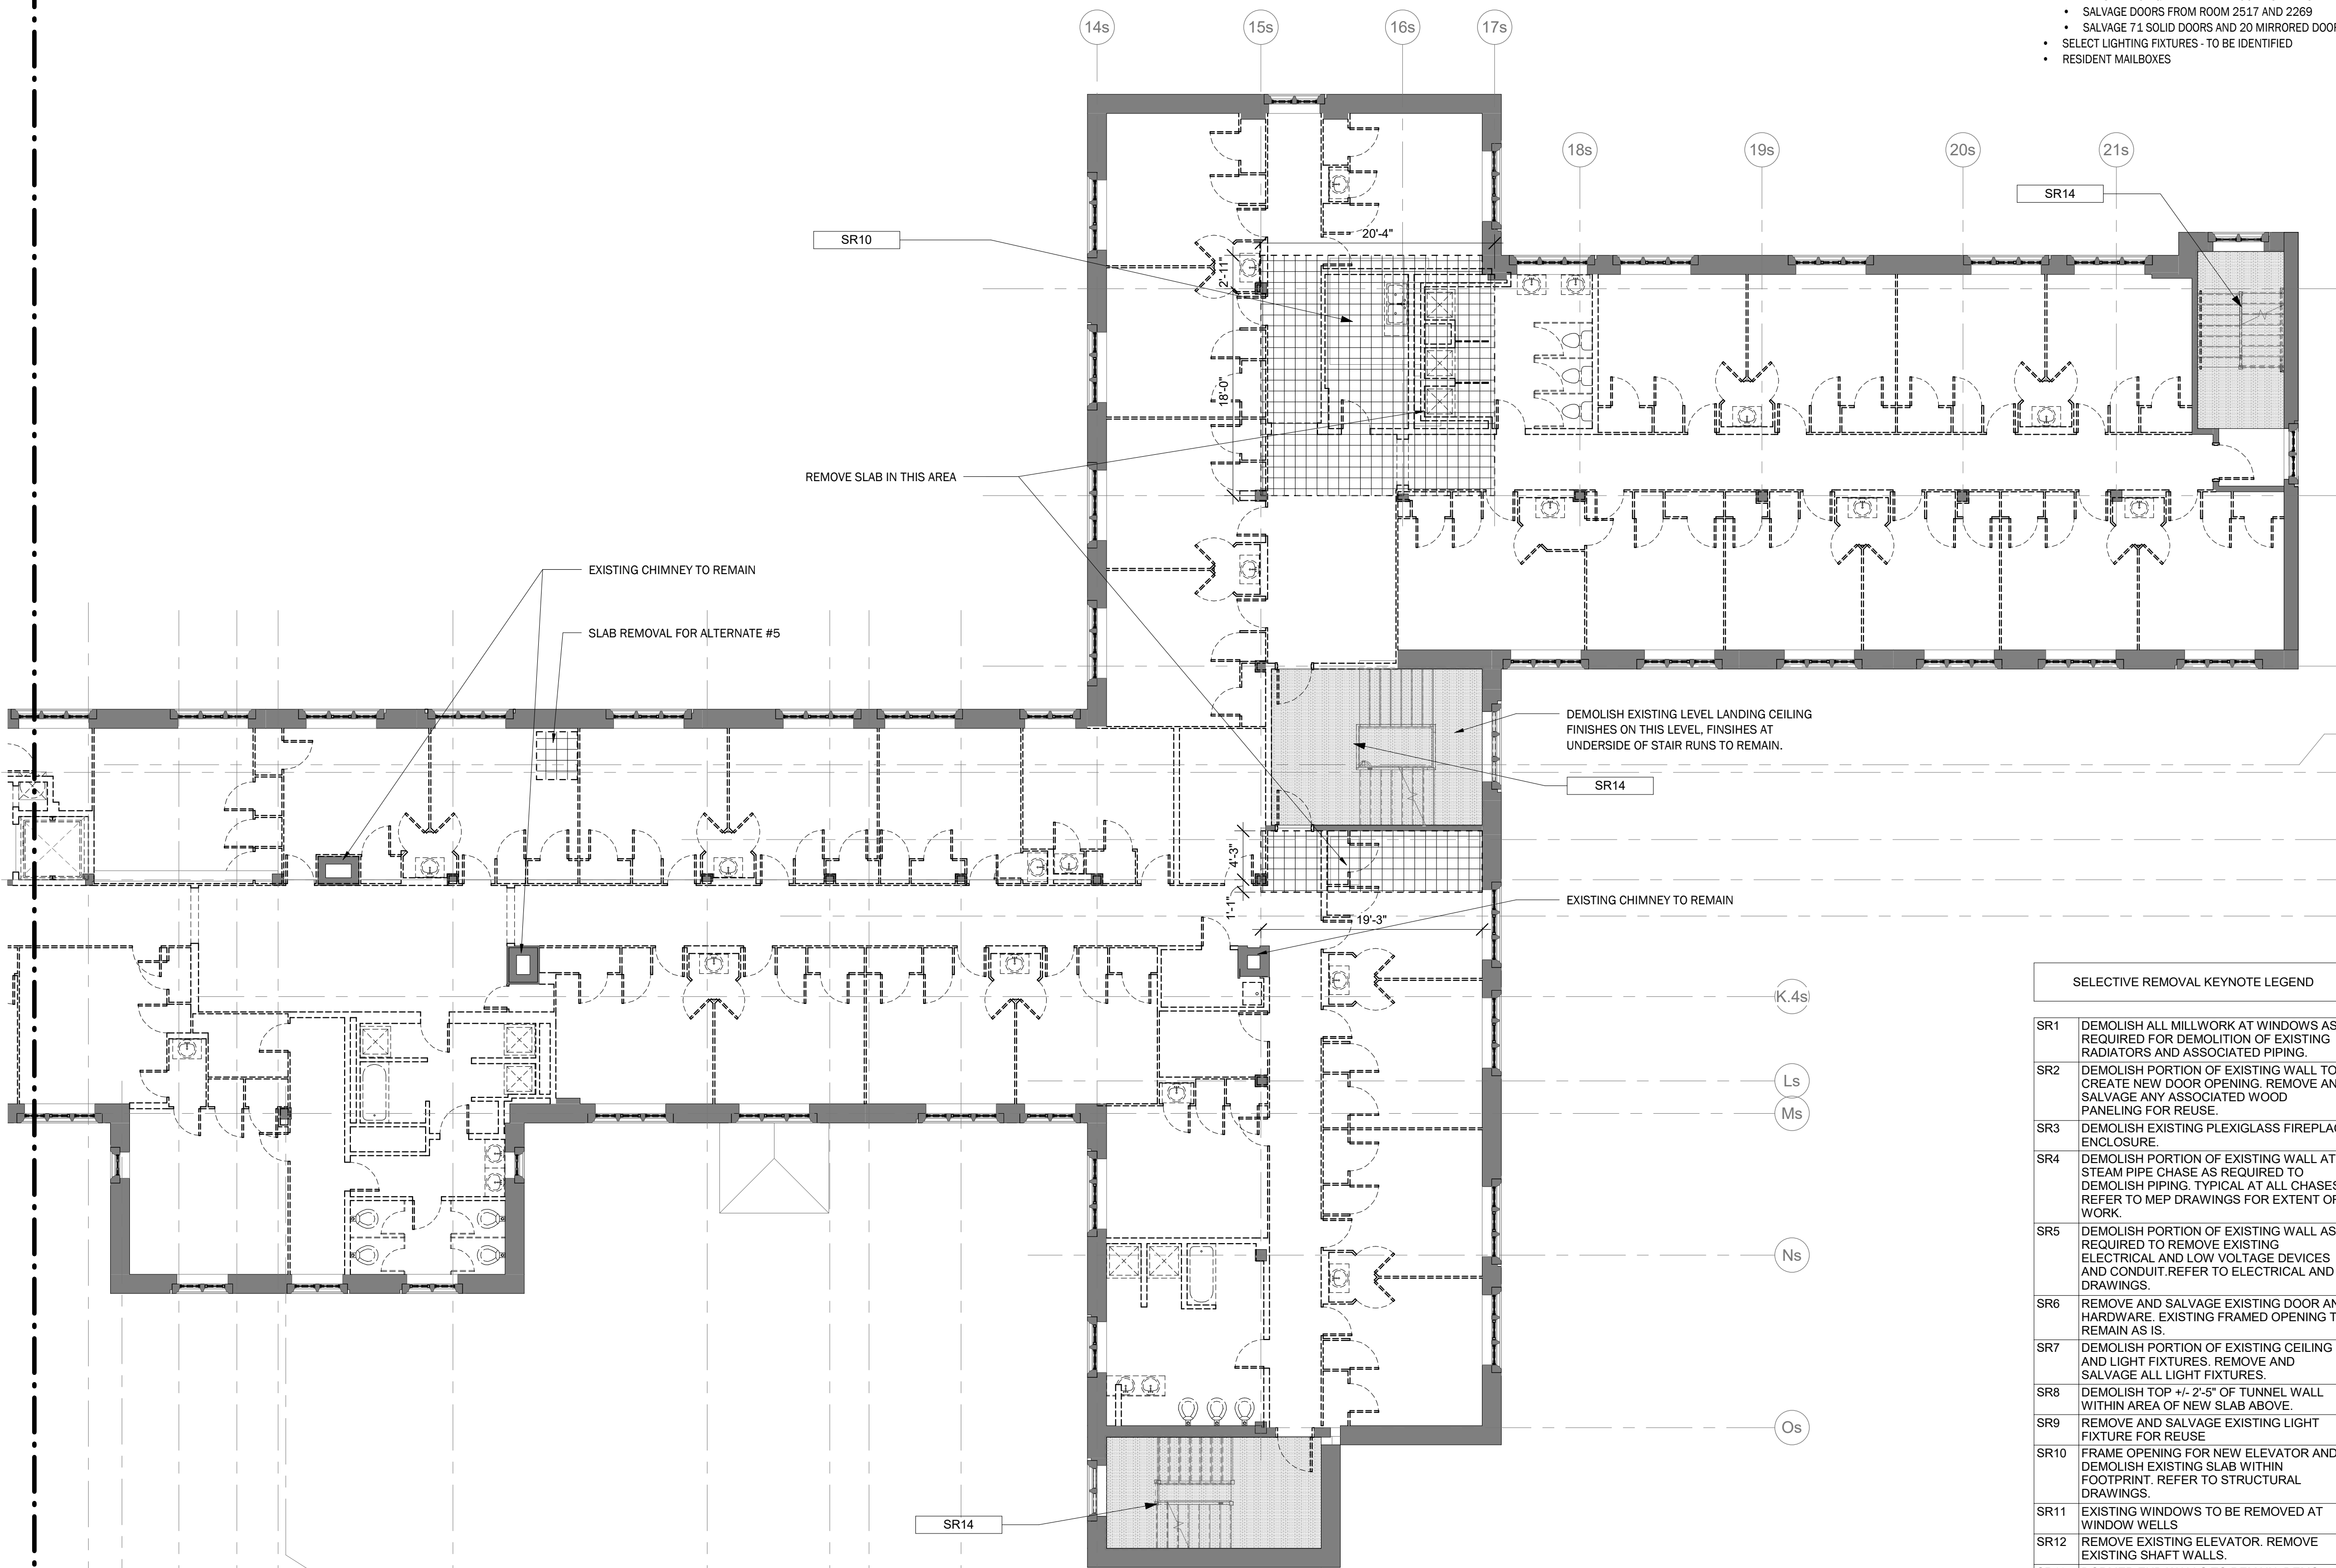 • SALVAGE DOORS FROM ROOM 2517 AND 2269
• SALVAGE 71 SOLID DOORS AND 20 MIRRORED DOOR
• SELECT LIGHTING FIXTURES - TO BE IDENTIFIED
• RESIDENT MAILBOXES
14s
15s
16s
17s
18s
19s
20s
21s
SR14
SR10
20'-4"
2'-11"
18'-0"
REMOVE SLAB IN THIS AREA
EXISTING CHIMNEY TO REMAIN
SLAB REMOVAL FOR ALTERNATE #5
DEMOLISH EXISTING LEVEL LANDING CEILING
FINISHES ON THIS LEVEL, FINSIHES AT
UNDERSIDE OF STAIR RUNS TO REMAIN.
SR14
4'-3"
1'-1"
19'-3"
EXISTING CHIMNEY TO REMAIN
K.4s
Ls
Ms
Ns
Os
SR14
SELECTIVE REMOVAL KEYNOTE LEGEND
SR1 DEMOLISH ALL MILLWORK AT WINDOWS AS
REQUIRED FOR DEMOLITION OF EXISTING
RADIATORS AND ASSOCIATED PIPING.
SR2 DEMOLISH PORTION OF EXISTING WALL TO
CREATE NEW DOOR OPENING. REMOVE AN
SALVAGE ANY ASSOCIATED WOOD
PANELING FOR REUSE.
SR3 DEMOLISH EXISTING PLEXIGLASS FIREPLAC
ENCLOSURE.
SR4 DEMOLISH PORTION OF EXISTING WALL AT
STEAM PIPE CHASE AS REQUIRED TO
DEMOLISH PIPING. TYPICAL AT ALL CHASES
REFER TO MEP DRAWINGS FOR EXTENT OF
WORK.
SR5 DEMOLISH PORTION OF EXISTING WALL AS
REQUIRED TO REMOVE EXISTING
ELECTRICAL AND LOW VOLTAGE DEVICES
AND CONDUIT.REFER TO ELECTRICAL AND
DRAWINGS.
SR6 REMOVE AND SALVAGE EXISTING DOOR AN
HARDWARE. EXISTING FRAMED OPENING T
REMAIN AS IS.
SR7 DEMOLISH PORTION OF EXISTING CEILING
AND LIGHT FIXTURES. REMOVE AND
SALVAGE ALL LIGHT FIXTURES.
SR8 DEMOLISH TOP +/- 2'-5" OF TUNNEL WALL
WITHIN AREA OF NEW SLAB ABOVE.
SR9 REMOVE AND SALVAGE EXISTING LIGHT
FIXTURE FOR REUSE
SR10 FRAME OPENING FOR NEW ELEVATOR AND
DEMOLISH EXISTING SLAB WITHIN
FOOTPRINT. REFER TO STRUCTURAL
DRAWINGS.
SR11 EXISTING WINDOWS TO BE REMOVED AT
WINDOW WELLS
SR12 REMOVE EXISTING ELEVATOR. REMOVE
EXISTING SHAFT WALLS.